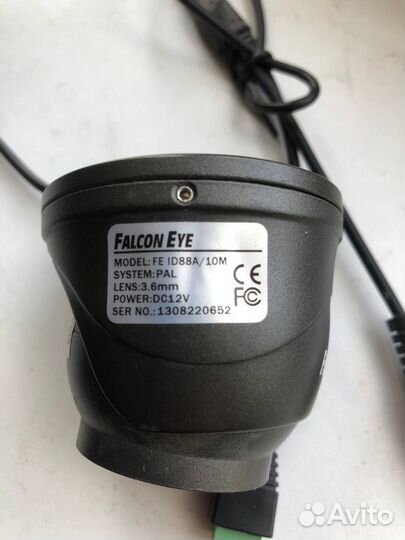 FALCON EYE
MODEL:FE ID88A/10M
SYSTEM:PAL
LENS:3.6mm
POWER:DC12V
SER NO.:1308220652
CE
FC
Avito